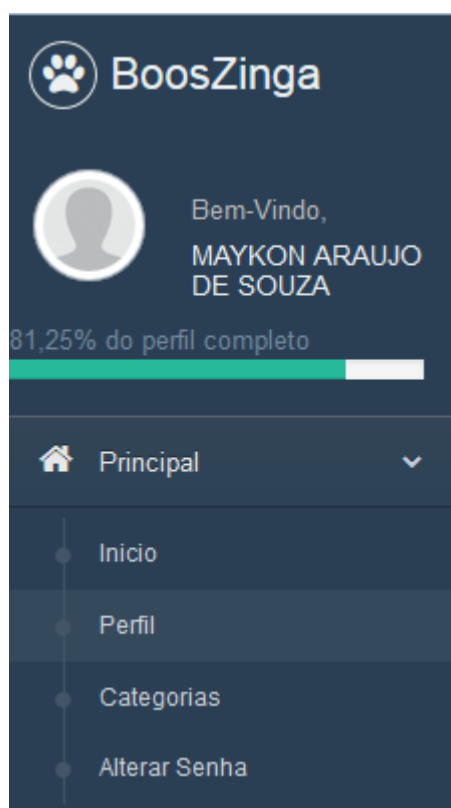 BoosZinga
Bem-Vindo,
MAYKON ARAUJO
DE SOUZA
81,25% do perfil completo
Principal
Inicio
Perfil
Categorias
Alterar Senha